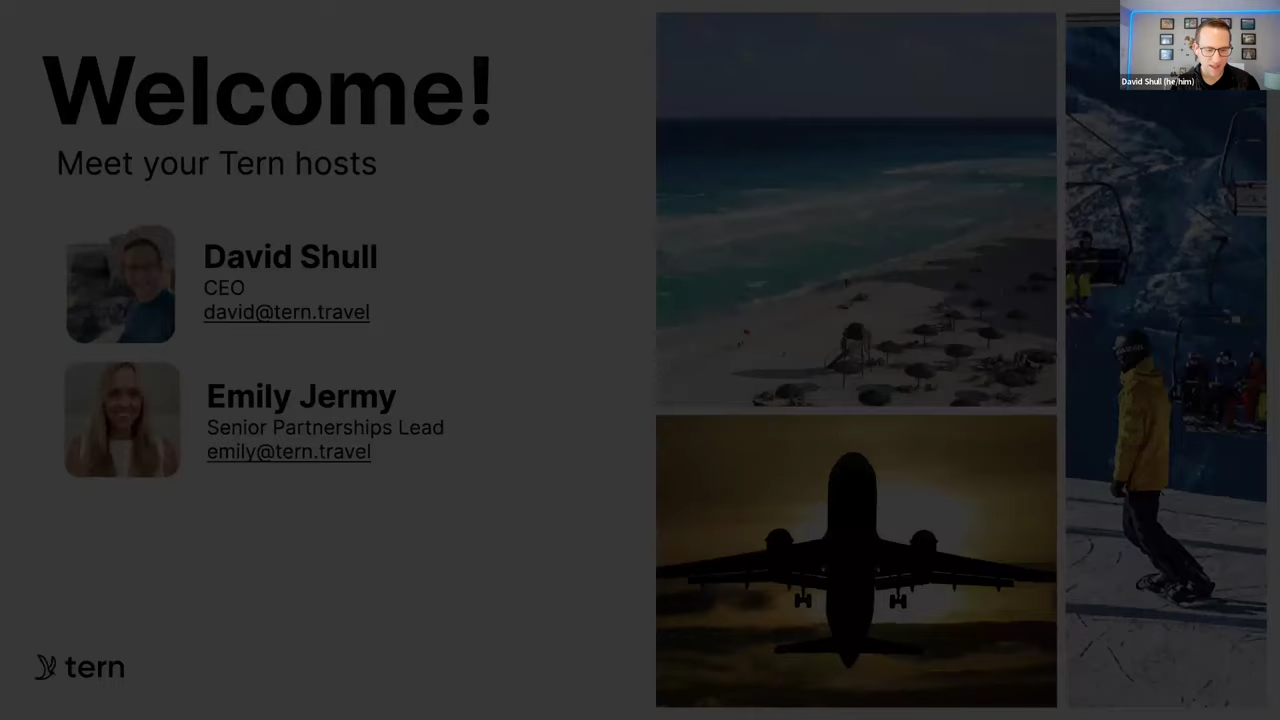 Welcome!
Meet your Tern hosts
David Shull
CEO
david@tern.travel
Emily Jermy
Senior Partnerships Lead
emily@tern.travel
tern
David Shull (he/him)